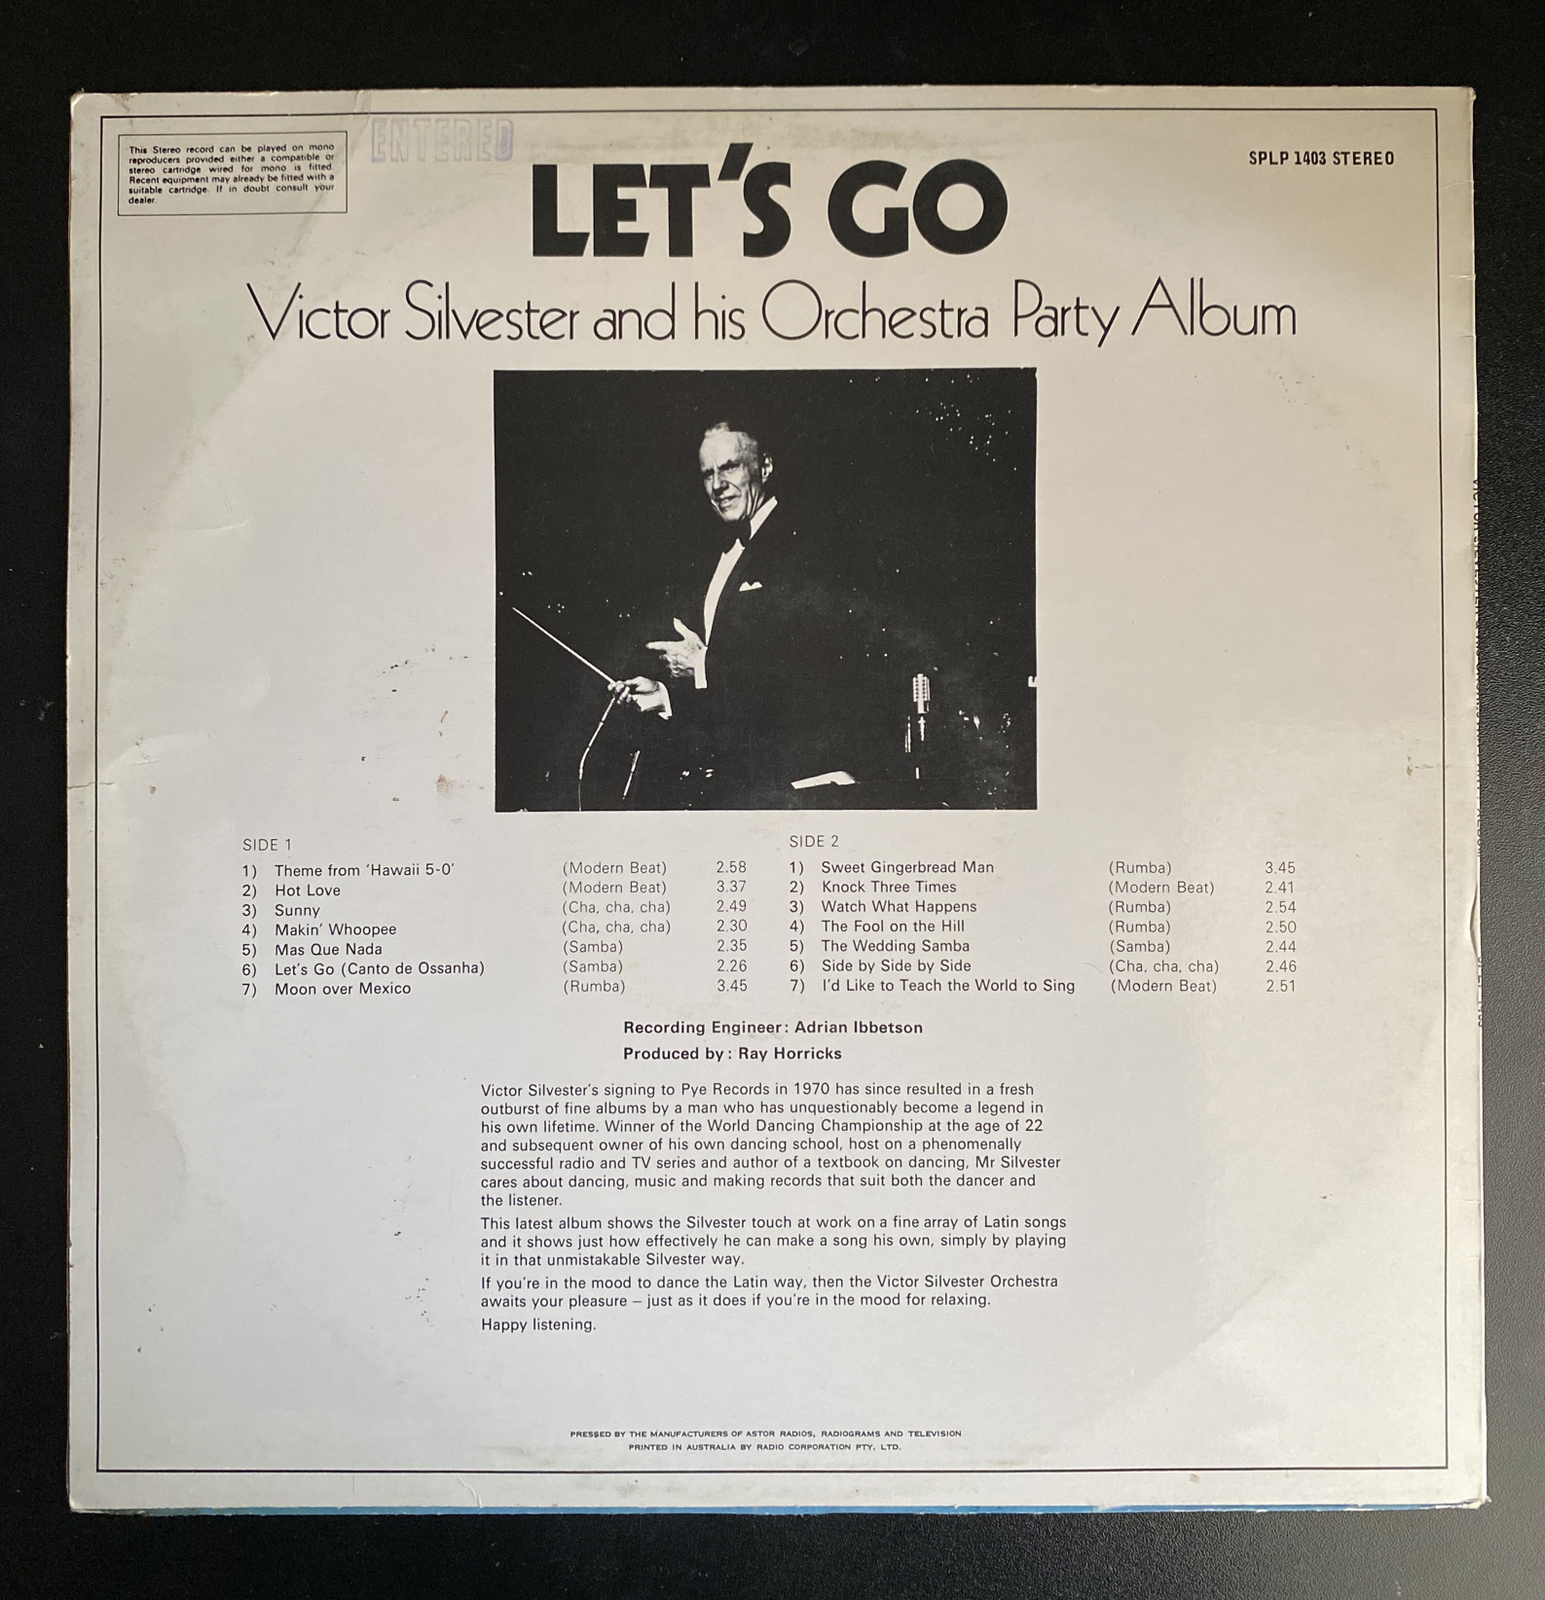 This Stereo record can be played on mono
reproducers provided either a compatible or
stereo cartridge wired for mono is fitted.
Recent equipment may already be fitted with a
suitable cartridge. If in doubt consult your
dealer.
ENTERED
SPLP 1403 STEREO
LET'S GO
Victor Silvester and his Orchestra Party Album
SIDE 1
1) Theme from 'Hawaii 5-0' (Modern Beat) 2.58
2) Hot Love (Modern Beat) 3.37
3) Sunny (Cha, cha, cha) 2.49
4) Makin' Whoopee (Cha, cha, cha) 2.30
5) Mas Que Nada (Samba) 2.35
6) Let's Go (Canto de Ossanha) (Samba) 2.26
7) Moon over Mexico (Rumba) 3.45
SIDE 2
1) Sweet Gingerbread Man (Rumba) 3.45
2) Knock Three Times (Modern Beat) 2.41
3) Watch What Happens (Rumba) 2.54
4) The Fool on the Hill (Rumba) 2.50
5) The Wedding Samba (Samba) 2.44
6) Side by Side by Side (Cha, cha, cha) 2.46
7) I'd Like to Teach the World to Sing (Modern Beat) 2.51
Recording Engineer: Adrian Ibbetson
Produced by: Ray Horricks
Victor Silvester's signing to Pye Records in 1970 has since resulted in a fresh
outburst of fine albums by a man who has unquestionably become a legend in
his own lifetime. Winner of the World Dancing Championship at the age of 22
and subsequent owner of his own dancing school, host on a phenomenally
successful radio and TV series and author of a textbook on dancing, Mr Silvester
cares about dancing, music and making records that suit both the dancer and
the listener.
This latest album shows the Silvester touch at work on a fine array of Latin songs
and it shows just how effectively he can make a song his own, simply by playing
it in that unmistakable Silvester way.
If you're in the mood to dance the Latin way, then the Victor Silvester Orchestra
awaits your pleasure – just as it does if you're in the mood for relaxing.
Happy listening.
PRESSED BY THE MANUFACTURERS OF ASTOR RADIOS, RADIOGRAMS AND TELEVISION
PRINTED IN AUSTRALIA BY RADIO CORPORATION PTY. LTD.